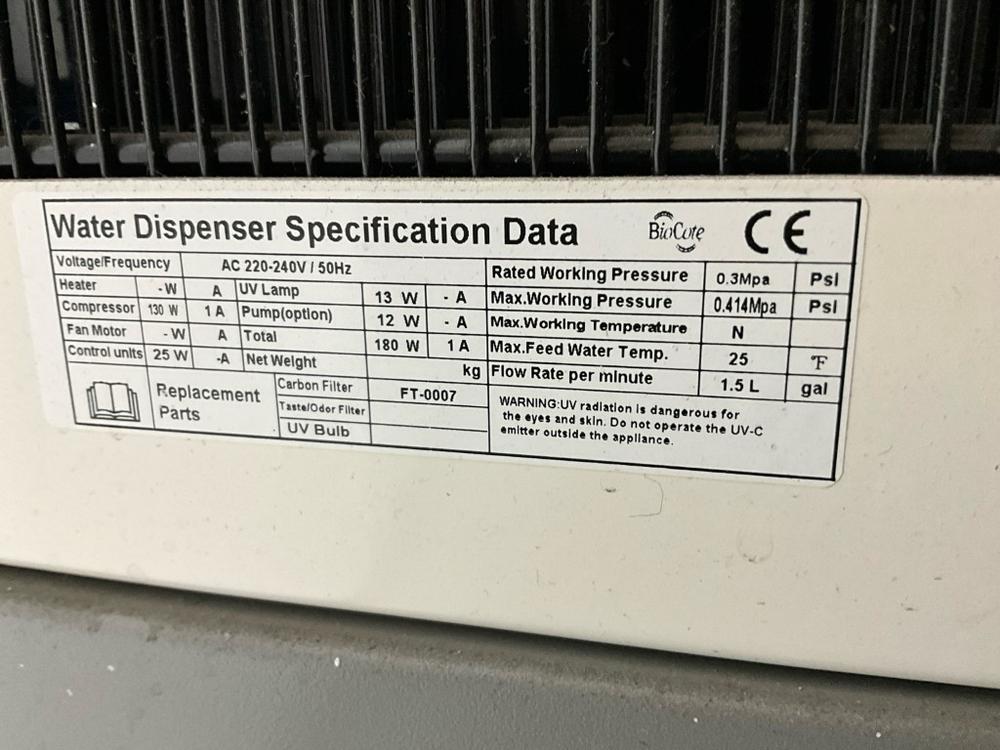 Water Dispenser Specification Data BioCote CE
Voltage/Frequency AC 220-240V / 50Hz Rated Working Pressure 0.3Mpa Psi
Heater - W A UV Lamp 13 W - A Max.Working Pressure 0.414Mpa Psi
Compressor 130 W 1 A Pump(option) 12 W - A Max.Working Temperature N
Fan Motor - W A Total 180 W 1 A Max.Feed Water Temp. 25 °F
Control units 25 W -A Net Weight kg Flow Rate per minute 1.5 L gal
Replacement Parts
Carbon Filter FT-0007
Taste/Odor Filter
UV Bulb
WARNING:UV radiation is dangerous for
the eyes and skin. Do not operate the UV-C
emitter outside the appliance.